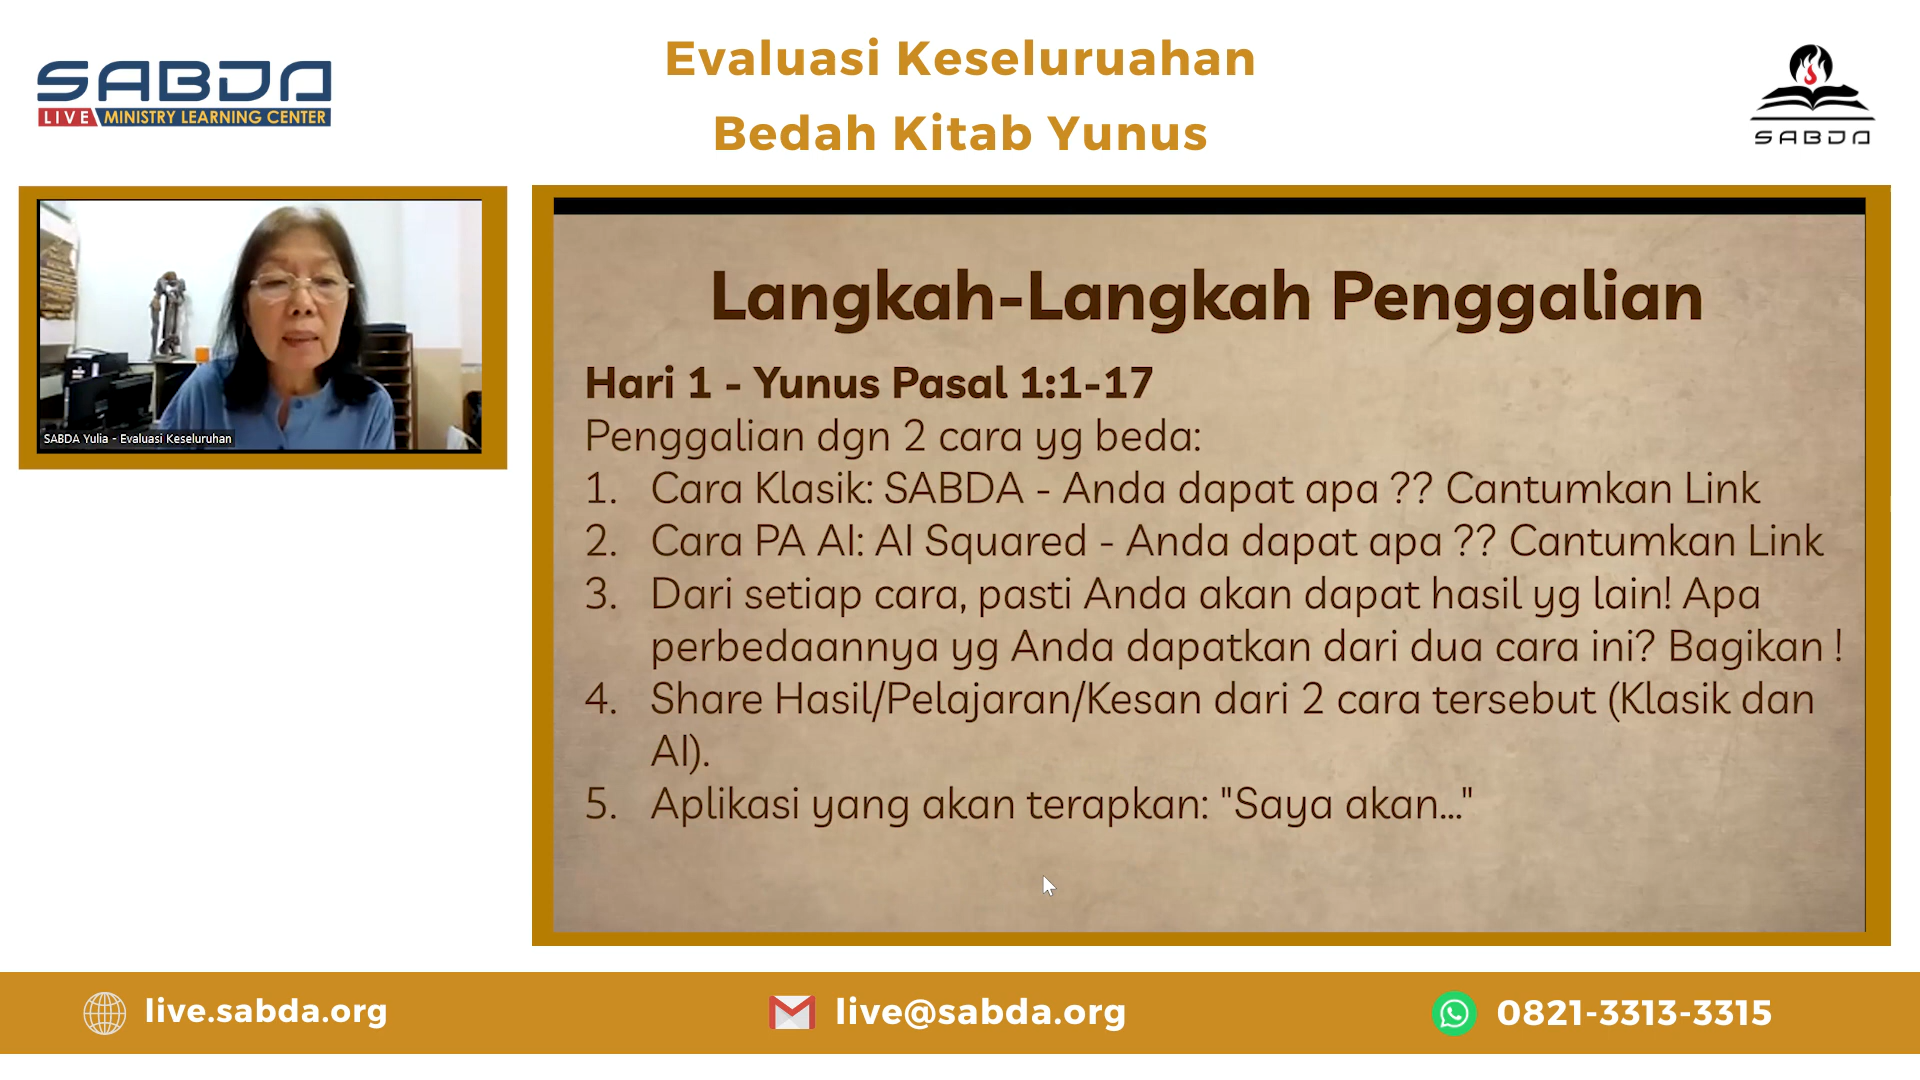 SABDA
LIVE MINISTRY LEARNING CENTER
Evaluasi Keseluruahan
Bedah Kitab Yunus
SABDA
SABDA Yulia - Evaluasi Keseluruhan
Langkah-Langkah Penggalian
Hari 1 - Yunus Pasal 1:1-17
Penggalian dgn 2 cara yg beda:
1. Cara Klasik: SABDA - Anda dapat apa ?? Cantumkan Link
2. Cara PA AI: AI Squared - Anda dapat apa ?? Cantumkan Link
3. Dari setiap cara, pasti Anda akan dapat hasil yg lain! Apa
perbedaannya yg Anda dapatkan dari dua cara ini? Bagikan !
4. Share Hasil/Pelajaran/Kesan dari 2 cara tersebut (Klasik dan
AI).
5. Aplikasi yang akan terapkan: "Saya akan..."
live.sabda.org
live@sabda.org
0821-3313-3315